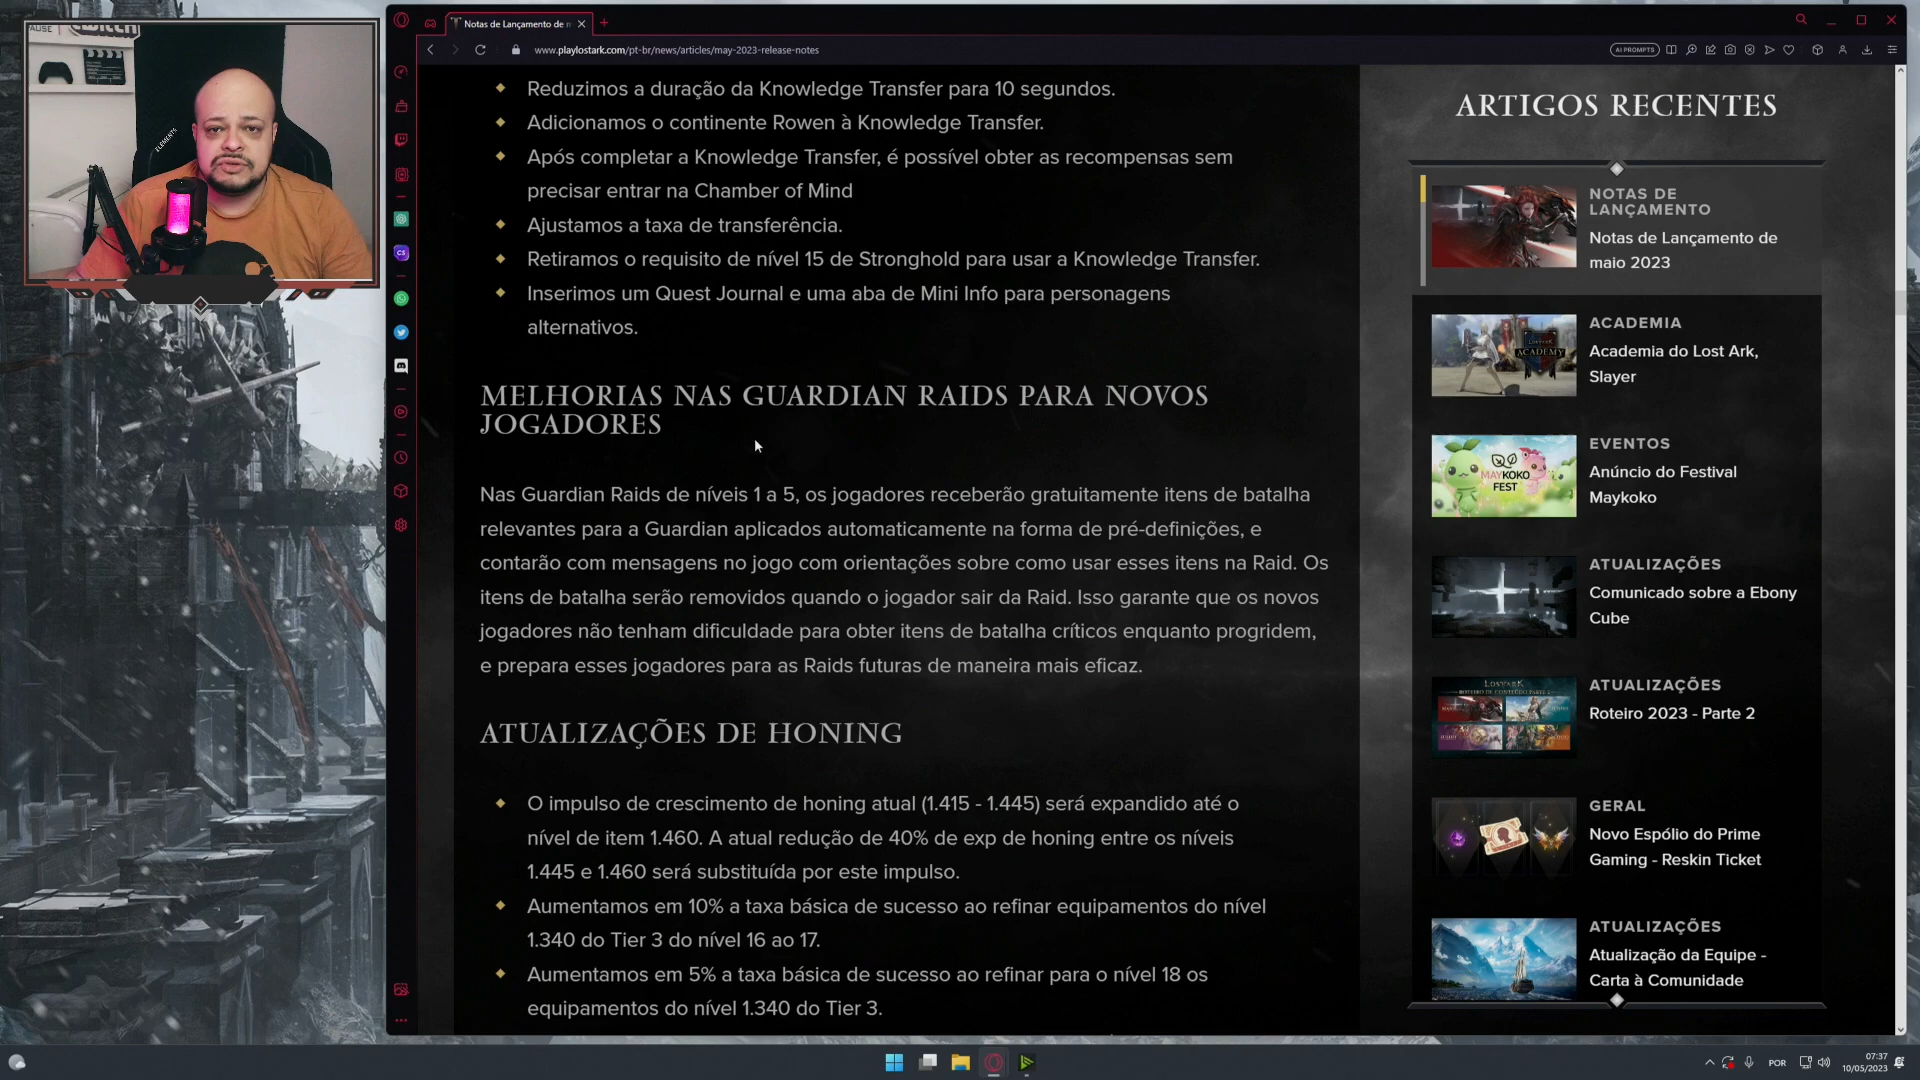 Notas de Lançamento de m
www.playlostark.com/pt-br/news/articles/may-2023-release-notes
AI PROMPTS
Reduzimos a duração da Knowledge Transfer para 10 segundos.
Adicionamos o continente Rowen à Knowledge Transfer.
Após completar a Knowledge Transfer, é possível obter as recompensas sem
precisar entrar na Chamber of Mind
Ajustamos a taxa de transferência.
Retiramos o requisito de nível 15 de Stronghold para usar a Knowledge Transfer.
Inserimos um Quest Journal e uma aba de Mini Info para personagens
alternativos.
MELHORIAS NAS GUARDIAN RAIDS PARA NOVOS
JOGADORES
Nas Guardian Raids de níveis 1 a 5, os jogadores receberão gratuitamente itens de batalha
relevantes para a Guardian aplicados automaticamente na forma de pré-definições, e
contarão com mensagens no jogo com orientações sobre como usar esses itens na Raid. Os
itens de batalha serão removidos quando o jogador sair da Raid. Isso garante que os novos
jogadores não tenham dificuldade para obter itens de batalha críticos enquanto progridem,
e prepara esses jogadores para as Raids futuras de maneira mais eficaz.
ATUALIZAÇÕES DE HONING
O impulso de crescimento de honing atual (1.415 - 1.445) será expandido até o
nível de item 1.460. A atual redução de 40% de exp de honing entre os níveis
1.445 e 1.460 será substituída por este impulso.
Aumentamos em 10% a taxa básica de sucesso ao refinar equipamentos do nível
1.340 do Tier 3 do nível 16 ao 17.
Aumentamos em 5% a taxa básica de sucesso ao refinar para o nível 18 os
equipamentos do nível 1.340 do Tier 3.
ARTIGOS RECENTES
NOTAS DE
LANÇAMENTO
Notas de Lançamento de
maio 2023
ACADEMIA
Academia do Lost Ark,
Slayer
LOST ARK
ACADEMY
EVENTOS
Anúncio do Festival
Maykoko
MAYKOKO
FEST
ATUALIZAÇÕES
Comunicado sobre a Ebony
Cube
ATUALIZAÇÕES
Roteiro 2023 - Parte 2
LOST ARK
GERAL
Novo Espólio do Prime
Gaming - Reskin Ticket
ATUALIZAÇÕES
Atualização da Equipe -
Carta à Comunidade
POR
07:37
10/05/2023
CS
ELEMENTS